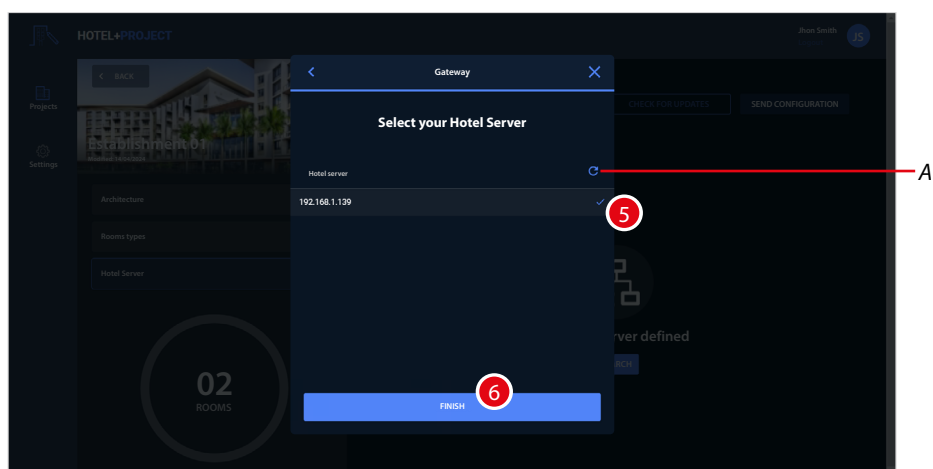 HOTEL+PROJECT
Jhon Smith
JS
< BACK
Gateway
Projects
CHECK FOR UPDATES
SEND CONFIGURATION
Select your Hotel Server
Establishment 01
Settings
Hotel server
A
Architecture
192.168.1.139
5
Rooms types
Hotel Server
rver defined
RCH
02
ROOMS
6
FINISH